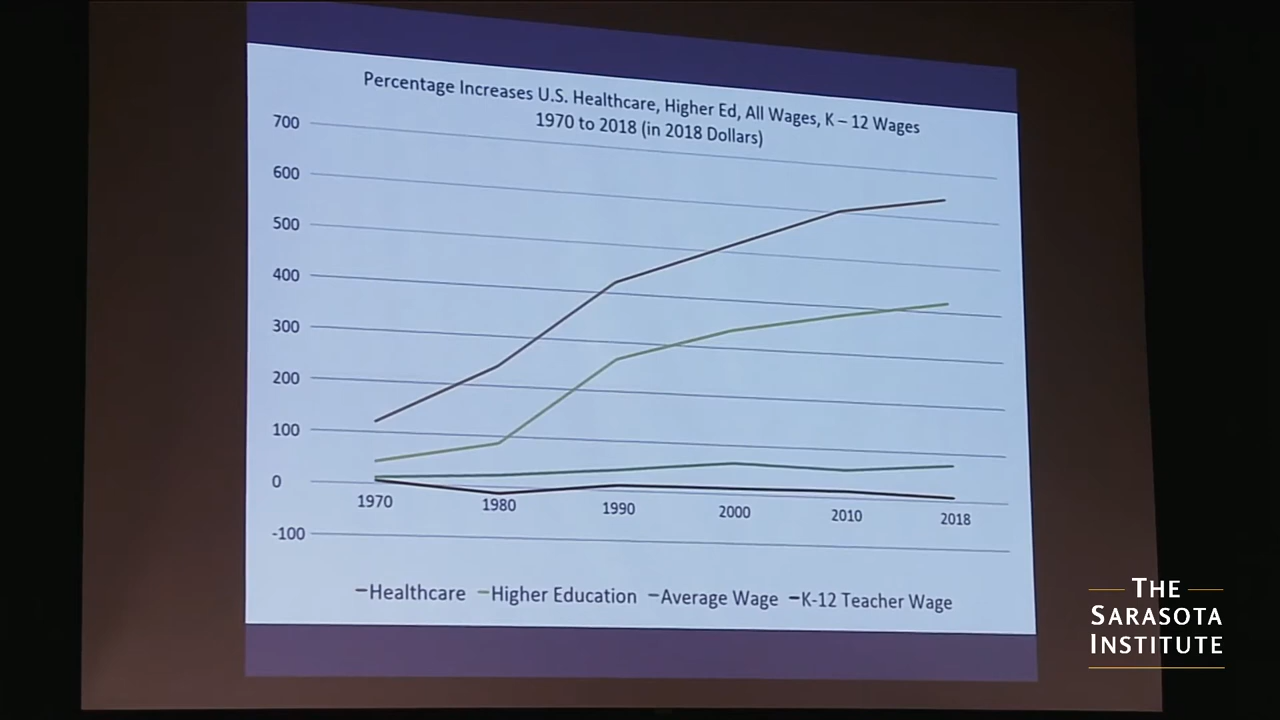 Percentage Increases U.S. Healthcare, Higher Ed, All Wages, K – 12 Wages
1970 to 2018 (in 2018 Dollars)
700
600
500
400
300
200
100
0
-100
1970 1980 1990 2000 2010 2018
Healthcare Higher Education Average Wage K-12 Teacher Wage
THE
SARASOTA
INSTITUTE